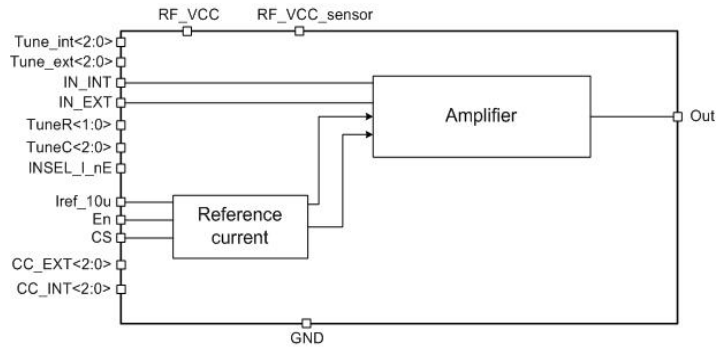 RF_VCC RF_VCC_sensor
Tune_int<2:0>
Tune_ext<2:0>
IN_INT
IN_EXT
TuneR<1:0>
TuneC<2:0>
INSEL_I_nE
Amplifier
Out
Iref_10u
En
CS
Reference
current
CC_EXT<2:0>
CC_INT<2:0>
GND